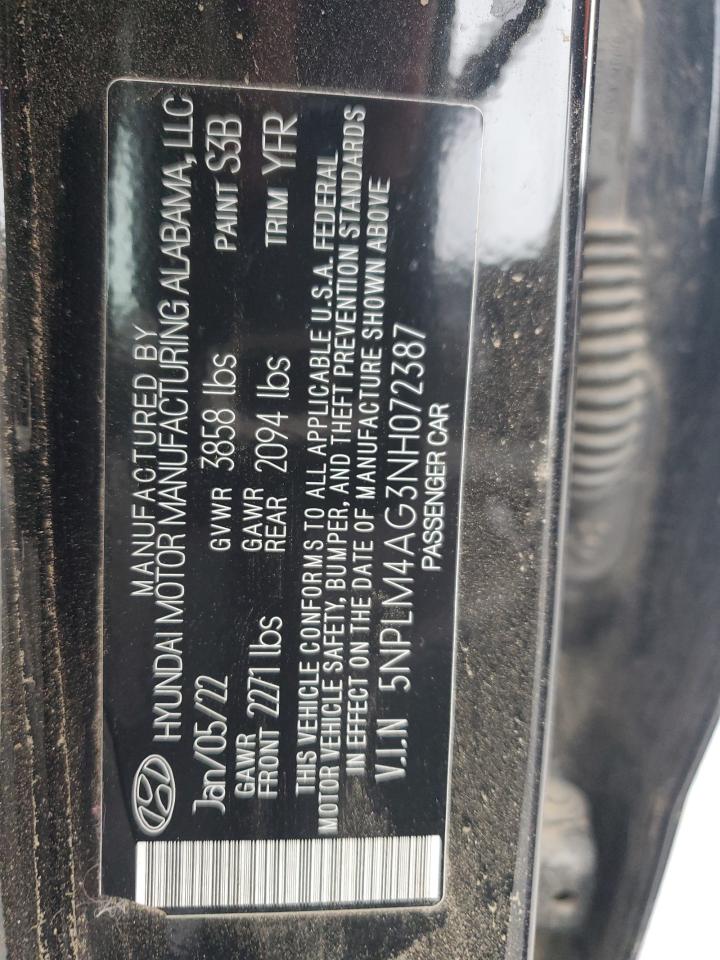 MANUFACTURED BY
HYUNDAI MOTOR MANUFACTURING ALABAMA, LLC
Jan/05/22 GVWR 3858 lbs PAINT S3B
GAWR FRONT 2271 lbs GAWR REAR 2094 lbs TRIM YFR
THIS VEHICLE CONFORMS TO ALL APPLICABLE U.S.A. FEDERAL
MOTOR VEHICLE SAFETY, BUMPER, AND THEFT PREVENTION STANDARDS
IN EFFECT ON THE DATE OF MANUFACTURE SHOWN ABOVE
V.I.N 5NPLM4AG3NH072387
PASSENGER CAR